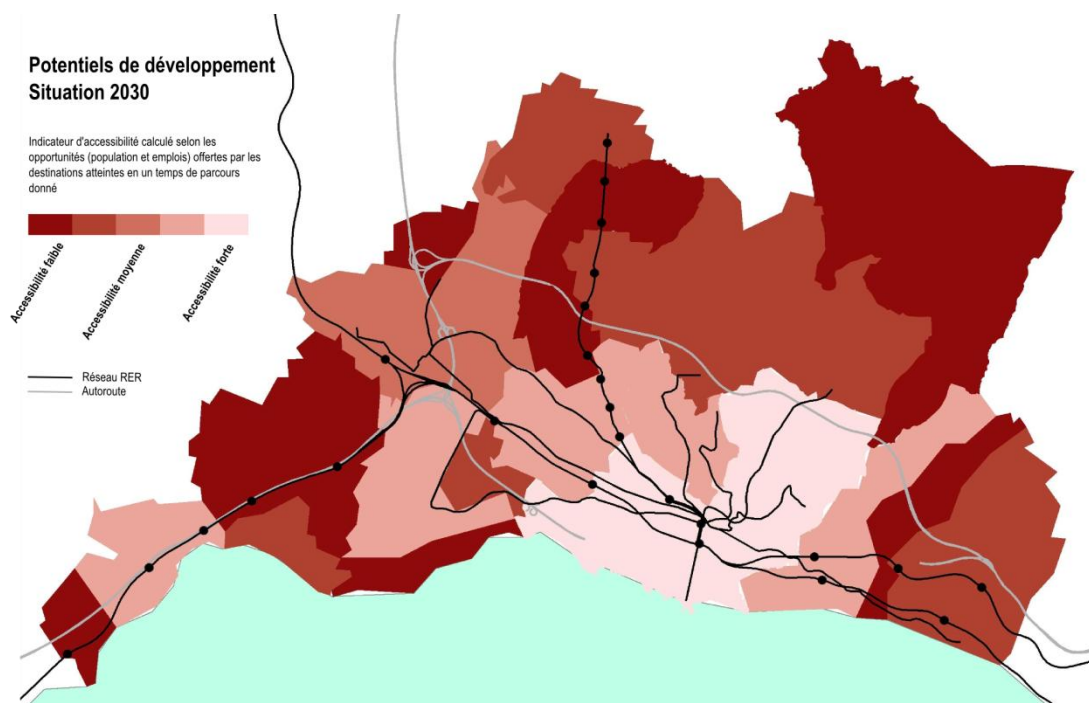 Potentiels de développement
Situation 2030
Indicateur d'accessibilité calculé selon les
opportunités (population et emplois) offertes par les
destinations atteintes en un temps de parcours
donné
Accessibilité faible
Accessibilité moyenne
Accessibilité forte
Réseau RER
Autoroute